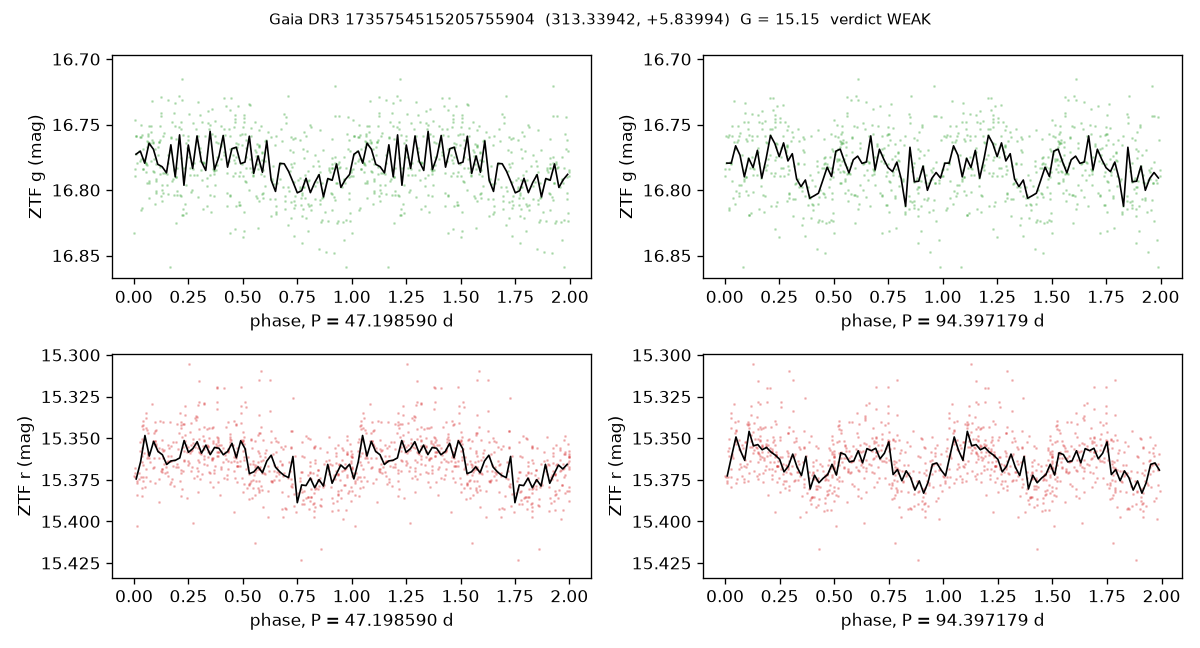 Gaia DR3 1735754515205755904  (313.33942, +5.83994)  G = 15.15  verdict WEAK
16.70
16.75
16.80
16.85
ZTF g (mag)
0.00 0.25 0.50 0.75 1.00 1.25 1.50 1.75 2.00
phase, P = 47.198590 d
16.70
16.75
16.80
16.85
ZTF g (mag)
0.00 0.25 0.50 0.75 1.00 1.25 1.50 1.75 2.00
phase, P = 94.397179 d
15.300
15.325
15.350
15.375
15.400
15.425
ZTF r (mag)
0.00 0.25 0.50 0.75 1.00 1.25 1.50 1.75 2.00
phase, P = 47.198590 d
15.300
15.325
15.350
15.375
15.400
15.425
ZTF r (mag)
0.00 0.25 0.50 0.75 1.00 1.25 1.50 1.75 2.00
phase, P = 94.397179 d